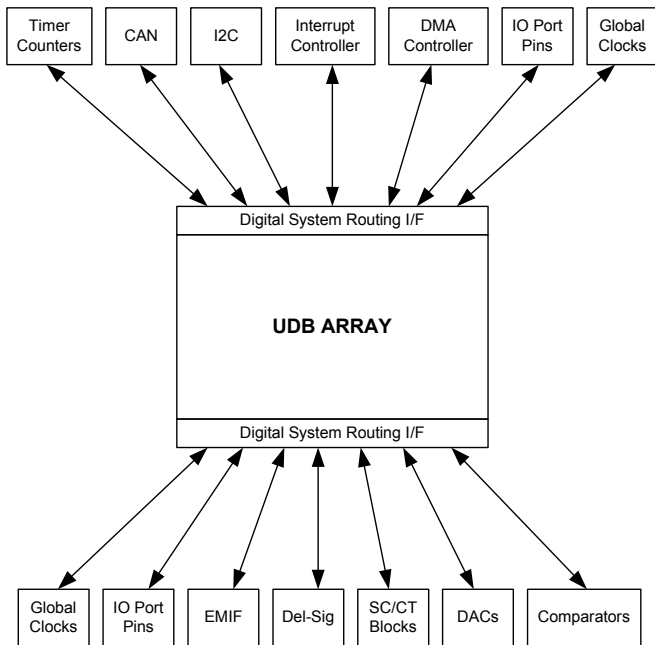 Timer
Counters
CAN
I2C
Interrupt
Controller
DMA
Controller
IO Port
Pins
Global
Clocks
Digital System Routing I/F
UDB ARRAY
Digital System Routing I/F
Global
Clocks
IO Port
Pins
EMIF
Del-Sig
SC/CT
Blocks
DACs
Comparators